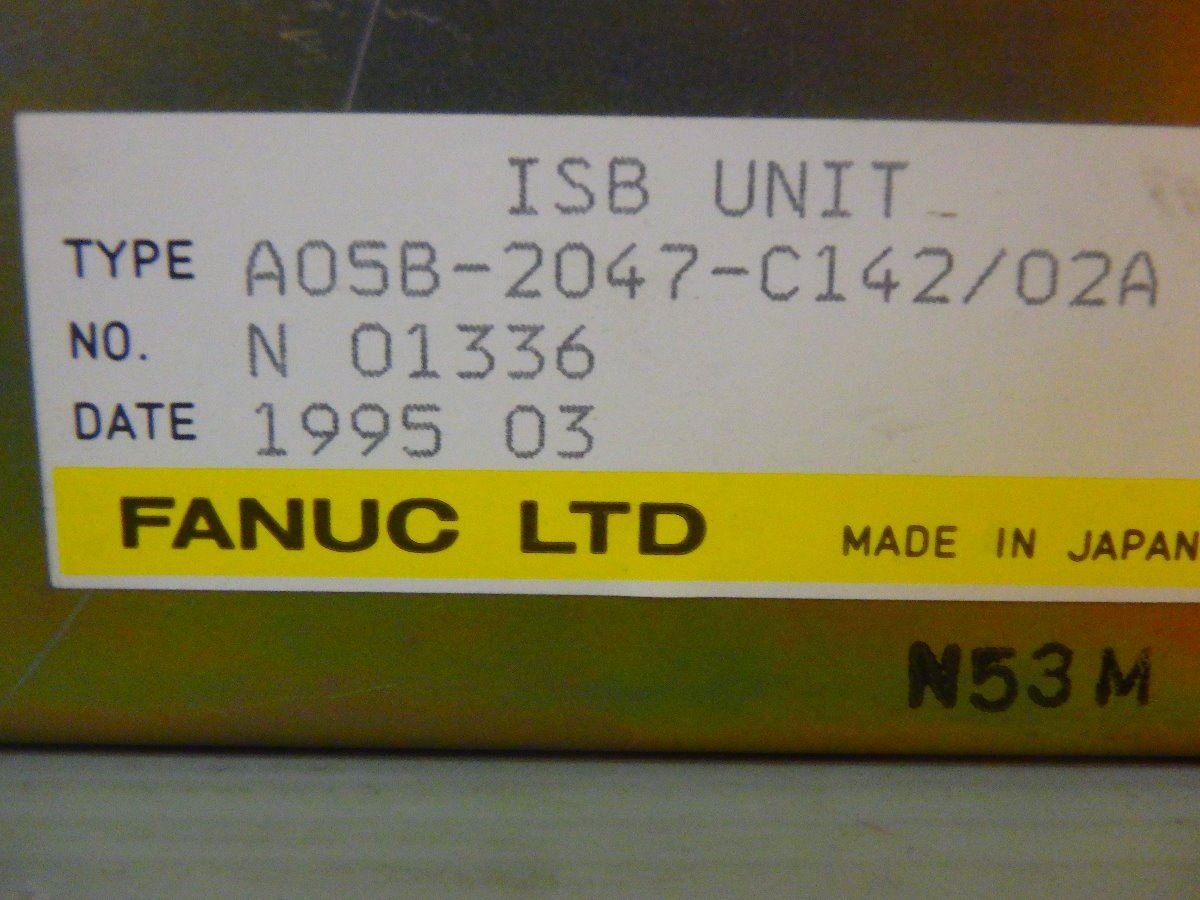 ISB UNIT
TYPE A05B-2047-C142/02A
NO. N 01336
DATE 1995 03
FANUC LTD MADE IN JAPAN
N53M